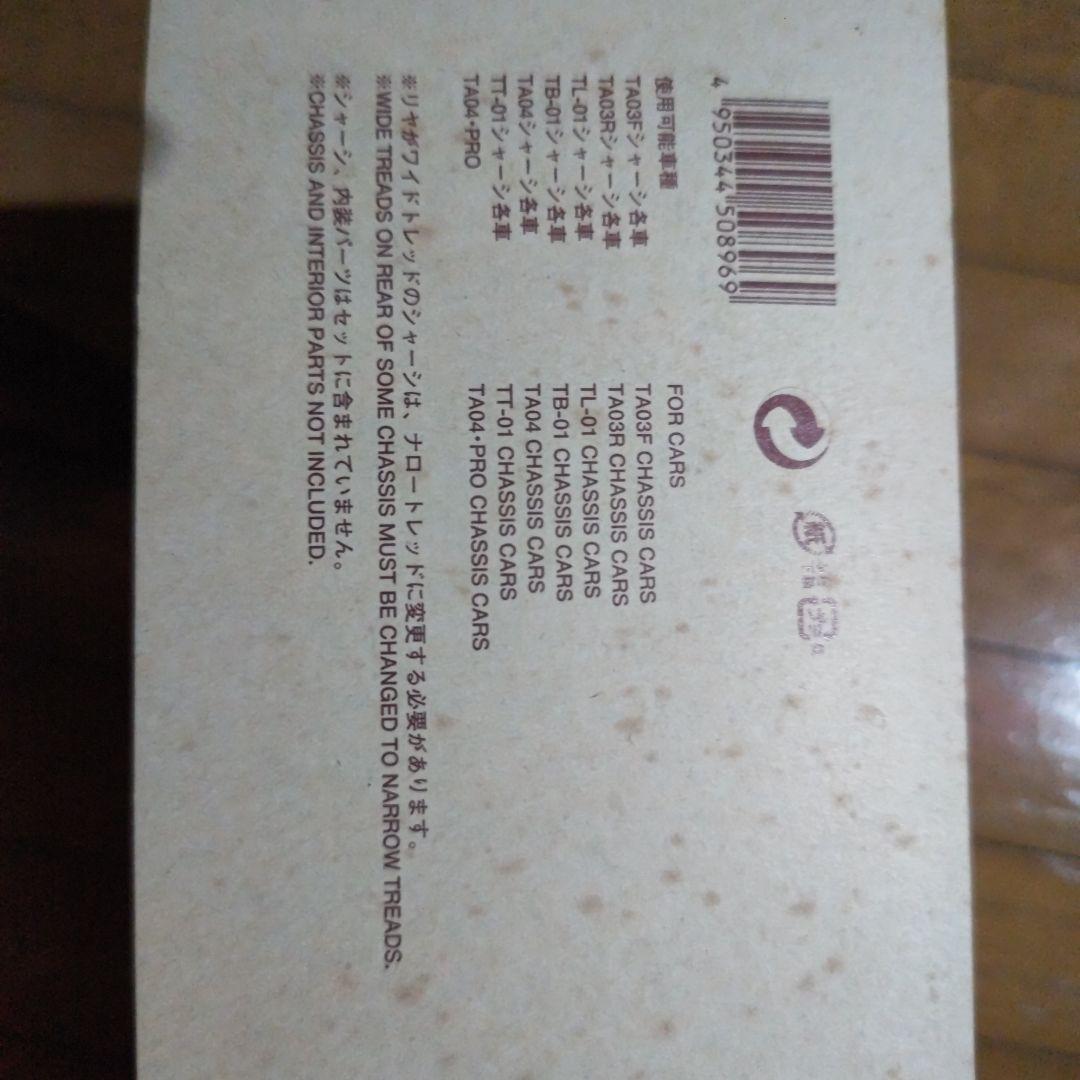 4 950344 508969
紙
使用可能車種
TA03Fシャーシ各車
TA03Rシャーシ各車
TL-01シャーシ各車
TB-01シャーシ各車
TA04シャーシ各車
TT-01シャーシ各車
TA04・PRO
FOR CARS
TA03F CHASSIS CARS
TA03R CHASSIS CARS
TL-01 CHASSIS CARS
TB-01 CHASSIS CARS
TA04 CHASSIS CARS
TT-01 CHASSIS CARS
TA04・PRO CHASSIS CARS
※リヤがワイドトレッドのシャーシは、ナロートレッドに変更する必要があります。
※WIDE TREADS ON REAR OF SOME CHASSIS MUST BE CHANGED TO NARROW TREADS.
※シャーシ、内装パーツはセットに含まれていません。
※CHASSIS AND INTERIOR PARTS NOT INCLUDED.